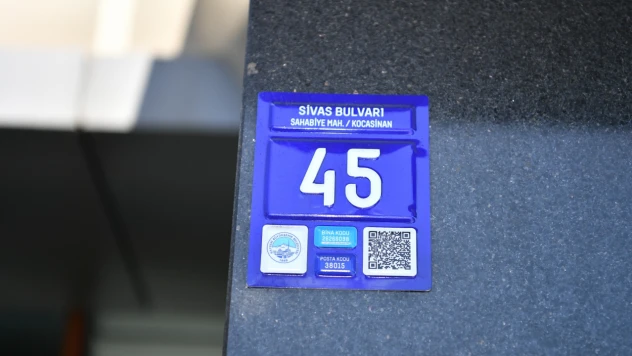 SİVAS BULVARI
SAHABİYE MAH. / KOCASİNAN
45
BİNA KODU
POSTA KODU
38015